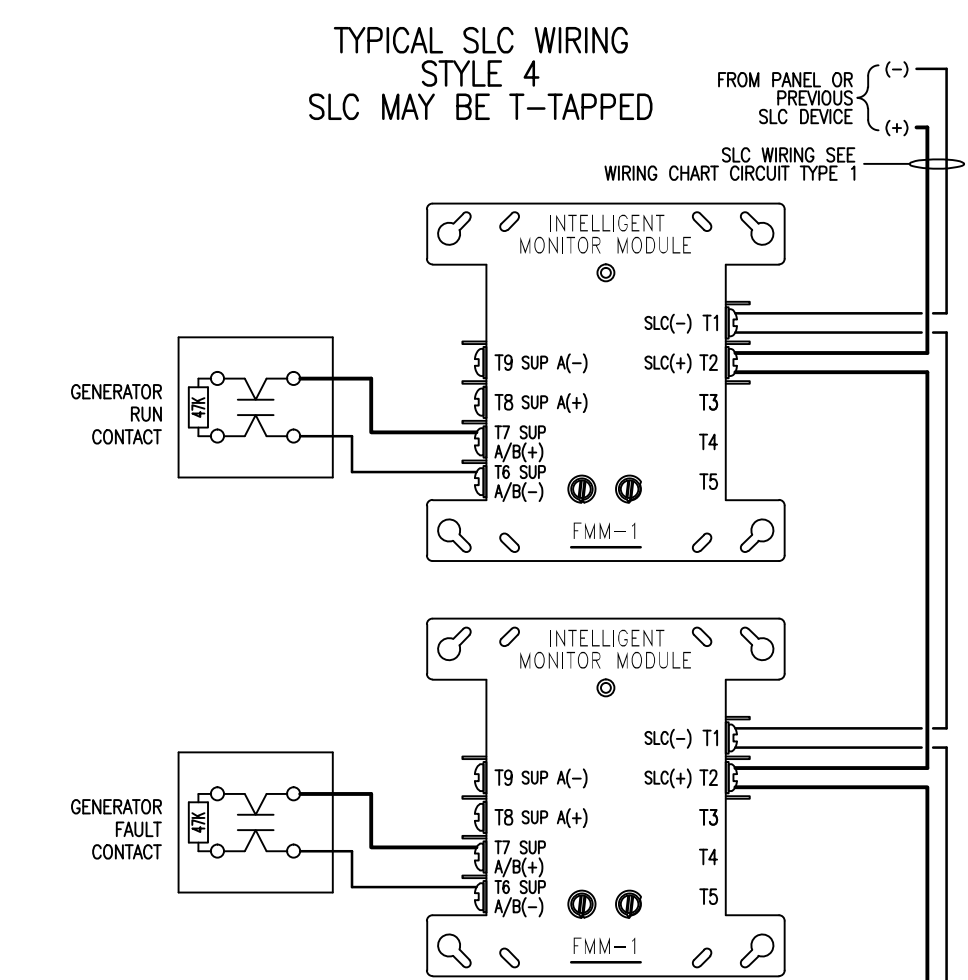 TYPICAL SLC WIRING
STYLE 4
SLC MAY BE T-TAPPED
FROM PANEL OR
PREVIOUS
SLC DEVICE
(-)
(+)
SLC WIRING SEE
WIRING CHART CIRCUIT TYPE 1
INTELLIGENT
MONITOR MODULE
SLC(-) T1
T9 SUP A(-)
SLC(+) T2
T8 SUP A(+)
T3
T7 SUP
A/B(+)
T4
T6 SUP
A/B(-)
T5
FMM-1
GENERATOR
RUN
CONTACT
47K
INTELLIGENT
MONITOR MODULE
SLC(-) T1
T9 SUP A(-)
SLC(+) T2
T8 SUP A(+)
T3
T7 SUP
A/B(+)
T4
T6 SUP
A/B(-)
T5
FMM-1
GENERATOR
FAULT
CONTACT
47K